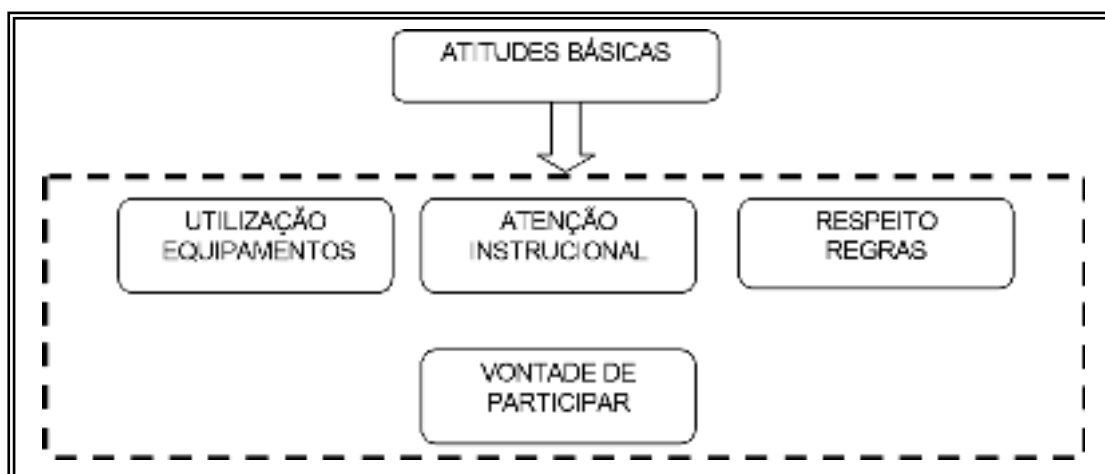 ATITUDES BÁSICAS
UTILIZAÇÃO
EQUIPAMENTOS
ATENÇÃO
INSTRUCIONAL
RESPEITO
REGRAS
VONTADE DE
PARTICIPAR